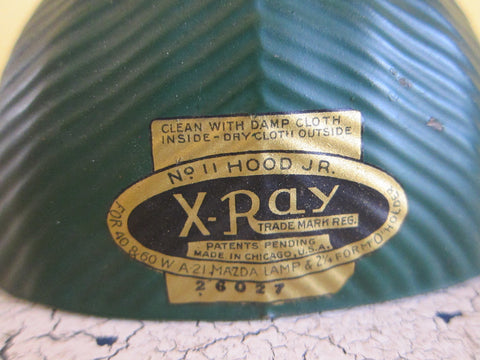 CLEAN WITH DAMP CLOTH
INSIDE-DRY CLOTH OUTSIDE
No 11 HOOD JR.
X-Ray
TRADE MARK REG.
PATENTS PENDING
MADE IN CHICAGO, U.S.A.
FOR 40 & 60 W A 21 MAZDA LAMP & 2¼ FORM O HOLDER
26027